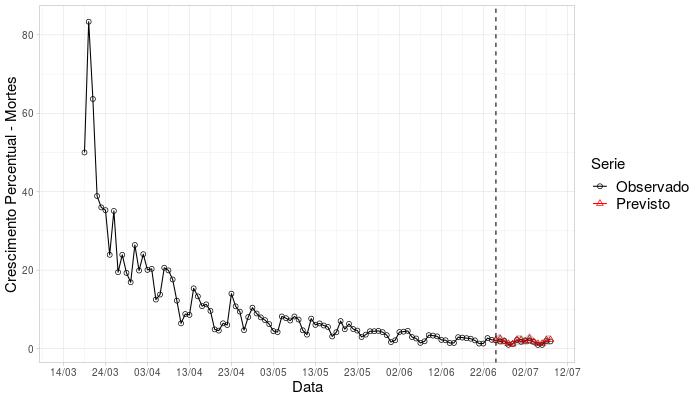 Crescimento Percentual - Mortes
80
60
40
20
0
14/03 24/03 03/04 13/04 23/04 03/05 13/05 23/05 02/06 12/06 22/06 02/07 12/07
Data
Serie
Observado
Previsto